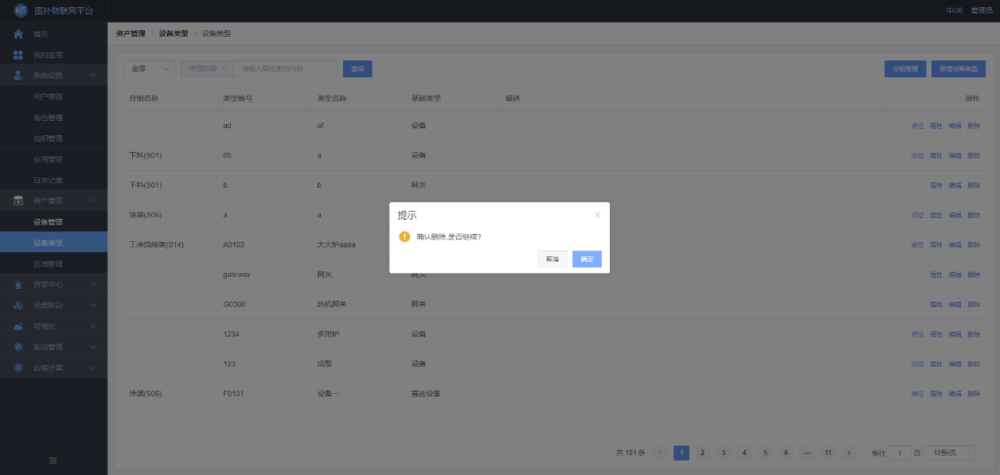 IOT 图扑物联网平台
中/英 管理员
首页
我的应用
系统设置
用户管理
角色管理
组织管理
应用管理
日志记录
资产管理
设备管理
设备类型
区域管理
告警中心
场景联动
可视化
能效管理
边缘计算
资产管理 > 设备类型 > 设备类型
全部 类型名称 请输入需检索的内容 查询 分组管理 新增设备类型
分组名称 类型编号 类型名称 基础类型 描述 操作
ad af 设备 点位 属性 编辑 删除
下料(S01) 05 a 设备 点位 属性 编辑 删除
下料(S01) b b 网关 属性 编辑 删除
涂装(S06) a a 点位 属性 编辑 删除
工序流转类(S14) A0102 大火炉aaaa 点位 属性 编辑 删除
gateway 网关 网关 属性 编辑 删除
G0300 热机网关 网关 属性 编辑 删除
1234 多用炉 设备 点位 属性 编辑 删除
123 成型 设备 点位 属性 编辑 删除
涂装(S06) F0101 设备一 直连设备 点位 属性 编辑 删除
提示
确认删除,是否继续?
取消 确定
共 101 条 < 1 2 3 4 5 6 ••• 11 > 前往 1 页 10条/页